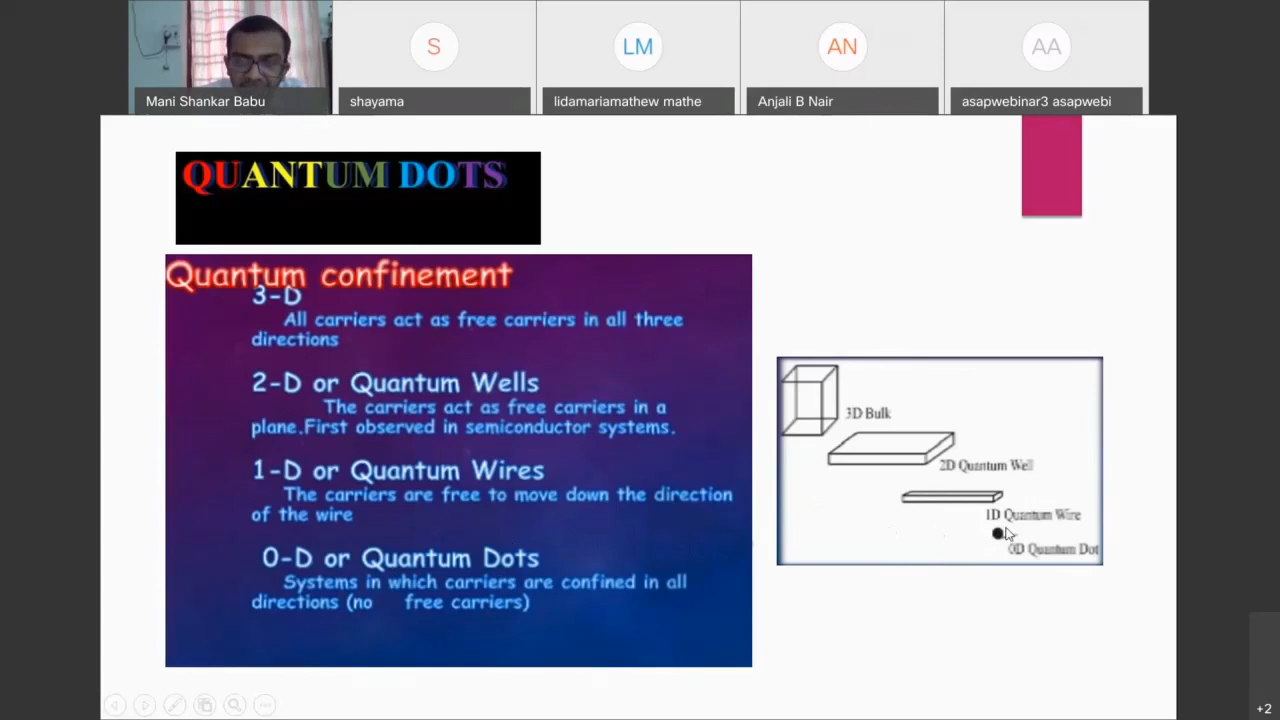 S
LM
AN
AA
Mani Shankar Babu
shayama
lidamariamathew mathe
Anjali B Nair
asapwebinar3 asapwebi
QUANTUM DOTS
Quantum confinement
3-D
All carriers act as free carriers in all three
directions
2-D or Quantum Wells
The carriers act as free carriers in a
plane.First observed in semiconductor systems.
1-D or Quantum Wires
The carriers are free to move down the direction
of the wire
0-D or Quantum Dots
Systems in which carriers are confined in all
directions (no free carriers)
3D Bulk
2D Quantum Well
1D Quantum Wire
0D Quantum Dot
+2